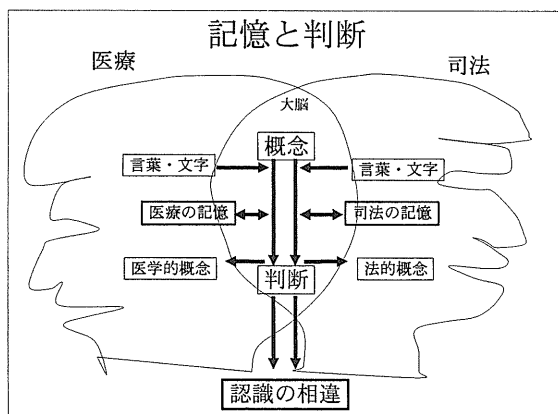 記憶と判断
医療
司法
大脳
概念
言葉・文字
言葉・文字
医療の記憶
司法の記憶
医学的概念
判断
法的概念
認識の相違